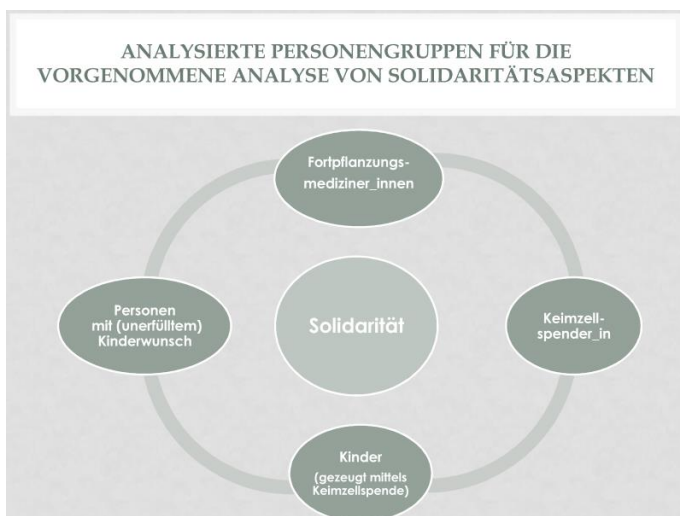 ANALYSIERTE PERSONENGRUPPEN FÜR DIE
VORGENOMMENE ANALYSE VON SOLIDARITÄTSASPEKTEN
Fortpflanzungs-
mediziner_innen
Personen
mit (unerfülltem)
Kinderwunsch
Solidarität
Keimzell-
spender_in
Kinder
(gezeugt mittels
Keimzellspende)